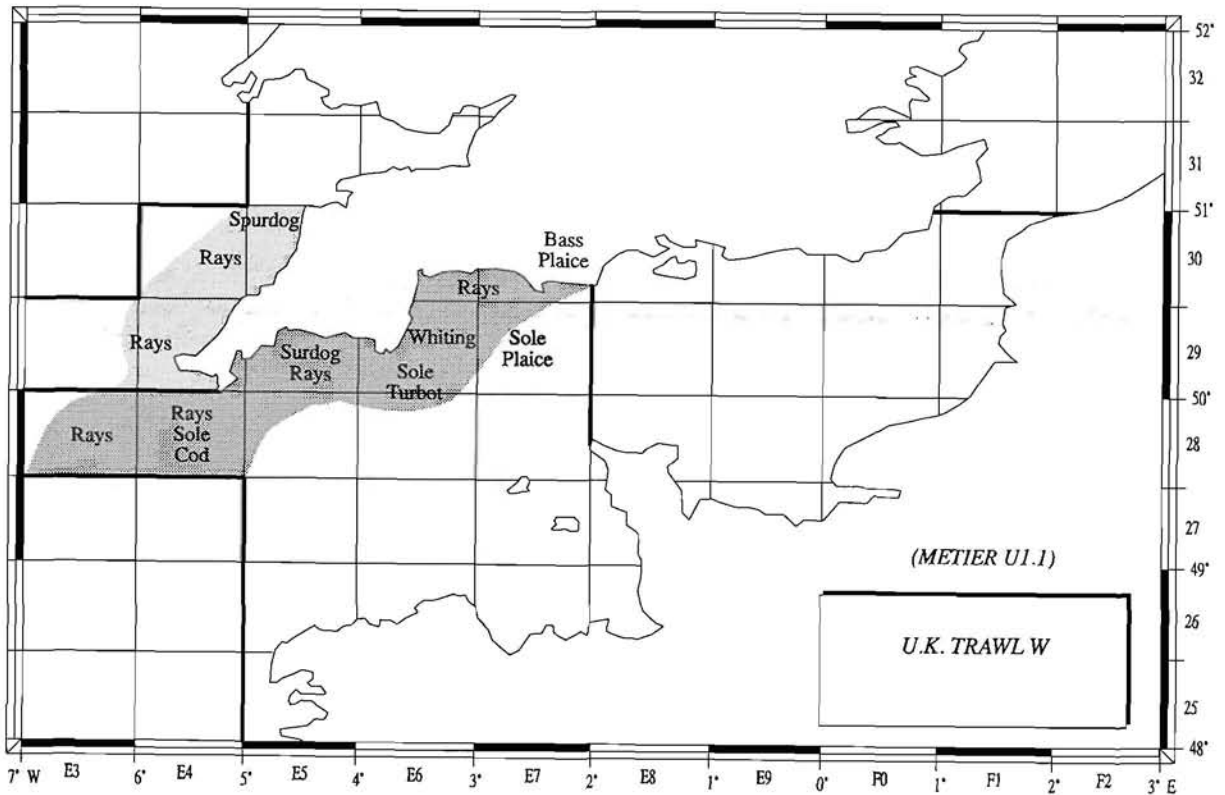 52°
32
31
Spurdog
51°
Bass
Plaice
Rays
30
Rays
Rays
Whiting
Sole
Plaice
29
Surdog
Rays
Sole
Turbot
50°
Rays
Rays
Sole
Cod
28
27
(METIER U1.1)
49°
26
U.K. TRAWL W
25
48°
7° W E3 6° E4 5° E5 4° E6 3° E7 2° E8 1° E9 0° F0 1° F1 2° F2 3° E